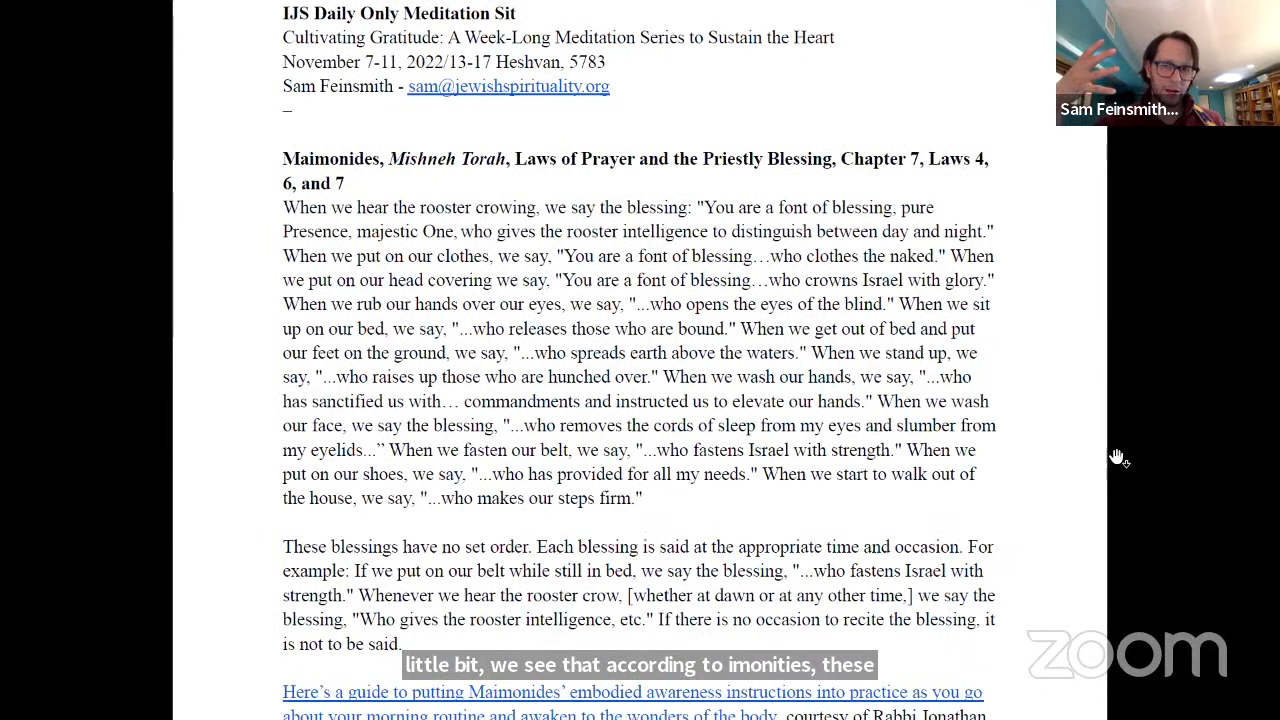 IJS Daily Only Meditation Sit
Cultivating Gratitude: A Week-Long Meditation Series to Sustain the Heart
November 7-11, 2022/13-17 Heshvan, 5783
Sam Feinsmith - sam@jewishspirituality.org
–
Sam Feinsmith...
Maimonides, Mishneh Torah, Laws of Prayer and the Priestly Blessing, Chapter 7, Laws 4,
6, and 7
When we hear the rooster crowing, we say the blessing: "You are a font of blessing, pure
Presence, majestic One, who gives the rooster intelligence to distinguish between day and night."
When we put on our clothes, we say, "You are a font of blessing…who clothes the naked." When
we put on our head covering we say, "You are a font of blessing…who crowns Israel with glory."
When we rub our hands over our eyes, we say, "...who opens the eyes of the blind." When we sit
up on our bed, we say, "...who releases those who are bound." When we get out of bed and put
our feet on the ground, we say, "...who spreads earth above the waters." When we stand up, we
say, "...who raises up those who are hunched over." When we wash our hands, we say, "...who
has sanctified us with… commandments and instructed us to elevate our hands." When we wash
our face, we say the blessing, "...who removes the cords of sleep from my eyes and slumber from
my eyelids...” When we fasten our belt, we say, "...who fastens Israel with strength." When we
put on our shoes, we say, "...who has provided for all my needs." When we start to walk out of
the house, we say, "...who makes our steps firm."
These blessings have no set order. Each blessing is said at the appropriate time and occasion. For
example: If we put on our belt while still in bed, we say the blessing, "...who fastens Israel with
strength." Whenever we hear the rooster crow, [whether at dawn or at any other time,] we say the
blessing, "Who gives the rooster intelligence, etc." If there is no occasion to recite the blessing, it
is not to be said.
little bit, we see that according to imonities, these
zoom
Here’s a guide to putting Maimonides’ embodied awareness instructions into practice as you go
about your morning routine and awaken to the wonders of the body, courtesy of Rabbi Jonathan